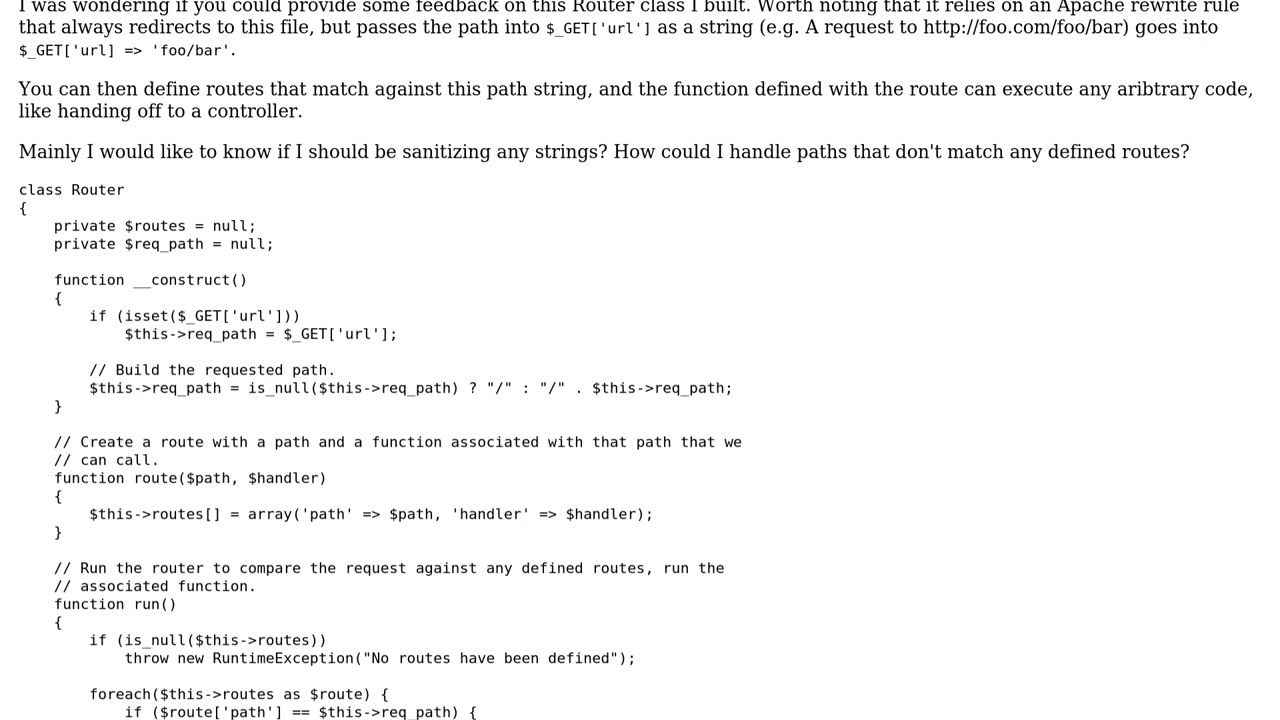 I was wondering if you could provide some feedback on this Router class I built. Worth noting that it relies on an Apache rewrite rule
that always redirects to this file, but passes the path into $_GET['url'] as a string (e.g. A request to http://foo.com/foo/bar) goes into
$_GET['url] => 'foo/bar'.
You can then define routes that match against this path string, and the function defined with the route can execute any aribtrary code,
like handing off to a controller.
Mainly I would like to know if I should be sanitizing any strings? How could I handle paths that don't match any defined routes?
class Router
{
    private $routes = null;
    private $req_path = null;
    function __construct()
    {
        if (isset($_GET['url']))
            $this->req_path = $_GET['url'];
        // Build the requested path.
        $this->req_path = is_null($this->req_path) ? "/" : "/" . $this->req_path;
    }
    // Create a route with a path and a function associated with that path that we
    // can call.
    function route($path, $handler)
    {
        $this->routes[] = array('path' => $path, 'handler' => $handler);
    }
    // Run the router to compare the request against any defined routes, run the
    // associated function.
    function run()
    {
        if (is_null($this->routes))
            throw new RuntimeException("No routes have been defined");
        foreach($this->routes as $route) {
            if ($route['path'] == $this->req_path) {